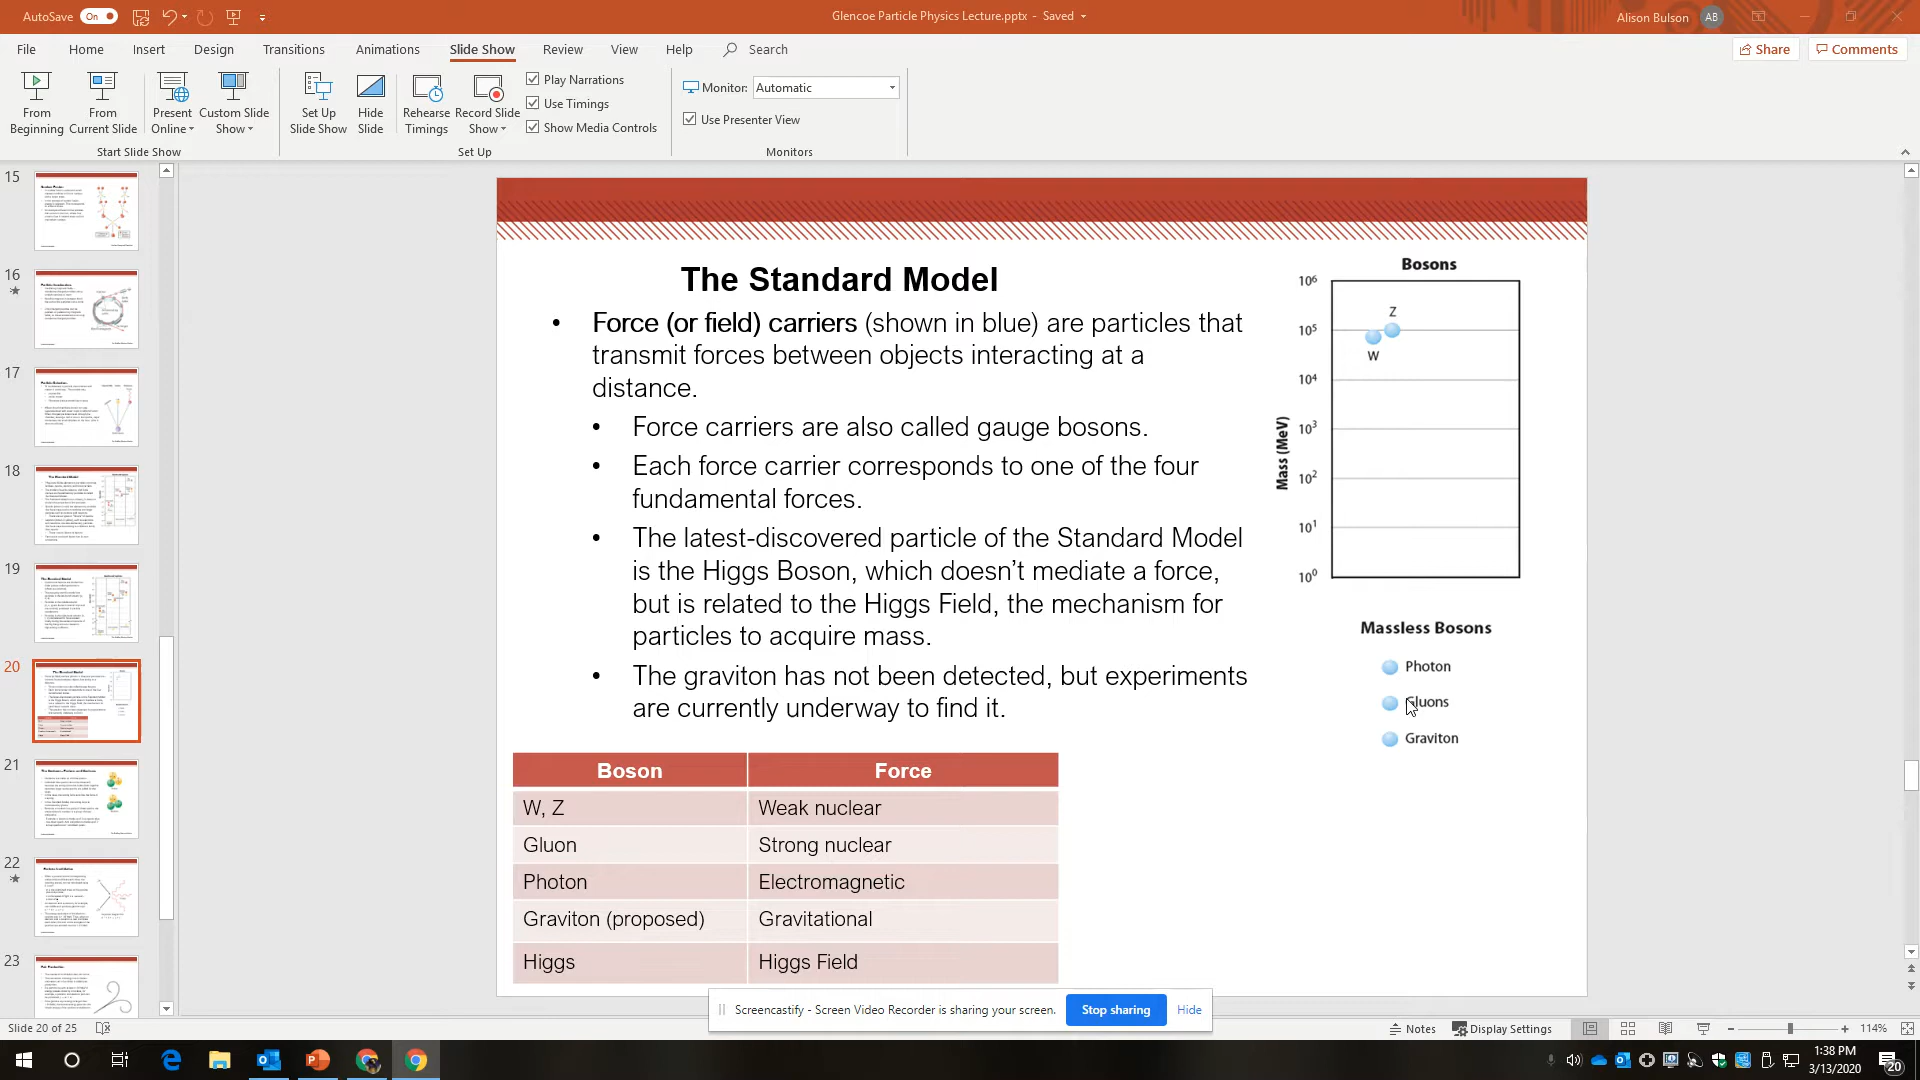 AutoSave On
Glencoe Particle Physics Lecture.pptx - Saved
Alison Bulson AB
File Home Insert Design Transitions Animations Slide Show Review View Help Search
Share Comments
From Beginning
From Current Slide
Present Online
Custom Slide Show
Set Up Slide Show
Hide Slide
Rehearse Timings
Record Slide Show
Play Narrations
Use Timings
Show Media Controls
Monitor: Automatic
Use Presenter View
Start Slide Show
Set Up
Monitors
15
16
17
18
19
20
21
22
23
The Standard Model
• Force (or field) carriers (shown in blue) are particles that
transmit forces between objects interacting at a
distance.
• Force carriers are also called gauge bosons.
• Each force carrier corresponds to one of the four
fundamental forces.
• The latest-discovered particle of the Standard Model
is the Higgs Boson, which doesn’t mediate a force,
but is related to the Higgs Field, the mechanism for
particles to acquire mass.
• The graviton has not been detected, but experiments
are currently underway to find it.
Boson Force
W, Z Weak nuclear
Gluon Strong nuclear
Photon Electromagnetic
Graviton (proposed) Gravitational
Higgs Higgs Field
Bosons
10⁶
Z
10⁵
W
10⁴
10³
10²
10¹
10⁰
Mass (MeV)
Massless Bosons
Photon
Gluons
Graviton
Screencastify - Screen Video Recorder is sharing your screen. Stop sharing Hide
Slide 20 of 25
Notes Display Settings 114%
1:38 PM
3/13/2020
20